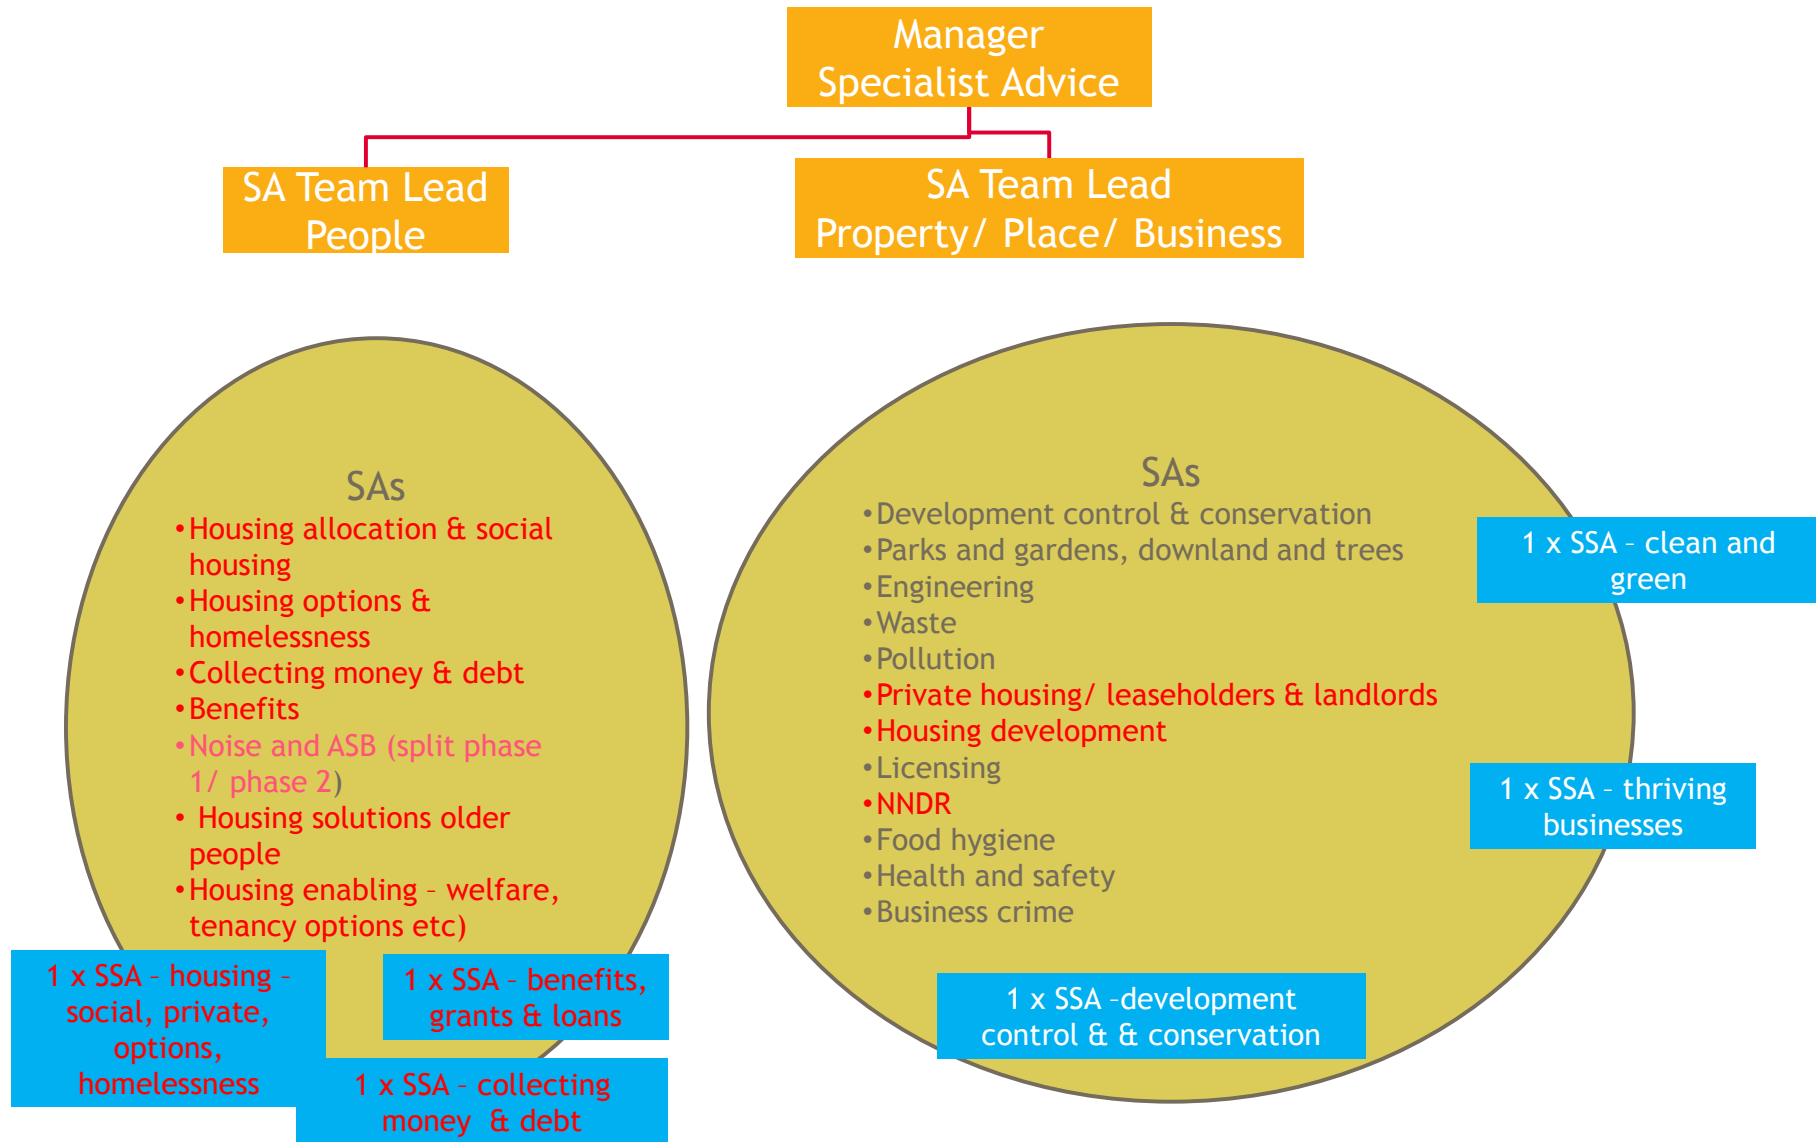 Manager
Specialist Advice
SA Team Lead
People
SA Team Lead
Property/ Place/ Business
SAs
•Housing allocation & social
housing
•Housing options &
homelessness
•Collecting money & debt
•Benefits
•Noise and ASB (split phase
1/ phase 2)
• Housing solutions older
people
•Housing enabling – welfare,
tenancy options etc)
1 x SSA – housing –
social, private,
options,
homelessness
1 x SSA – benefits,
grants & loans
1 x SSA – collecting
money & debt
SAs
•Development control & conservation
•Parks and gardens, downland and trees
•Engineering
•Waste
•Pollution
•Private housing/ leaseholders & landlords
•Housing development
•Licensing
•NNDR
•Food hygiene
•Health and safety
•Business crime
1 x SSA – clean and
green
1 x SSA – thriving
businesses
1 x SSA –development
control & & conservation